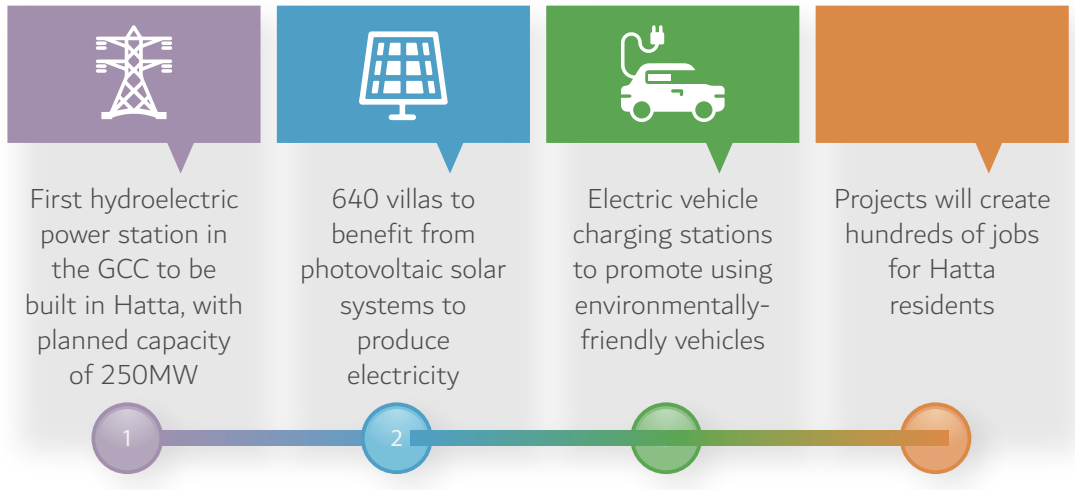 First hydroelectric
power station in
the GCC to be
built in Hatta, with
planned capacity
of 250MW
640 villas to
benefit from
photovoltaic solar
systems to
produce
electricity
Electric vehicle
charging stations
to promote using
environmentally-
friendly vehicles
Projects will create
hundreds of jobs
for Hatta
residents
1
2